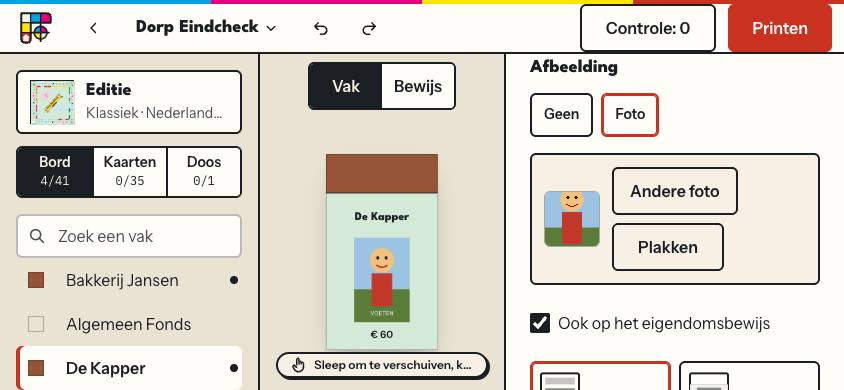 Dorp Eindcheck
Controle: 0
Printen
Editie
Klassiek · Nederland...
Bord
4/41
Kaarten
0/35
Doos
0/1
Zoek een vak
Bakkerij Jansen
Algemeen Fonds
De Kapper
Vak
Bewijs
De Kapper
VOETEN
€ 60
Sleep om te verschuiven, k...
Afbeelding
Geen
Foto
Andere foto
Plakken
Ook op het eigendomsbewijs